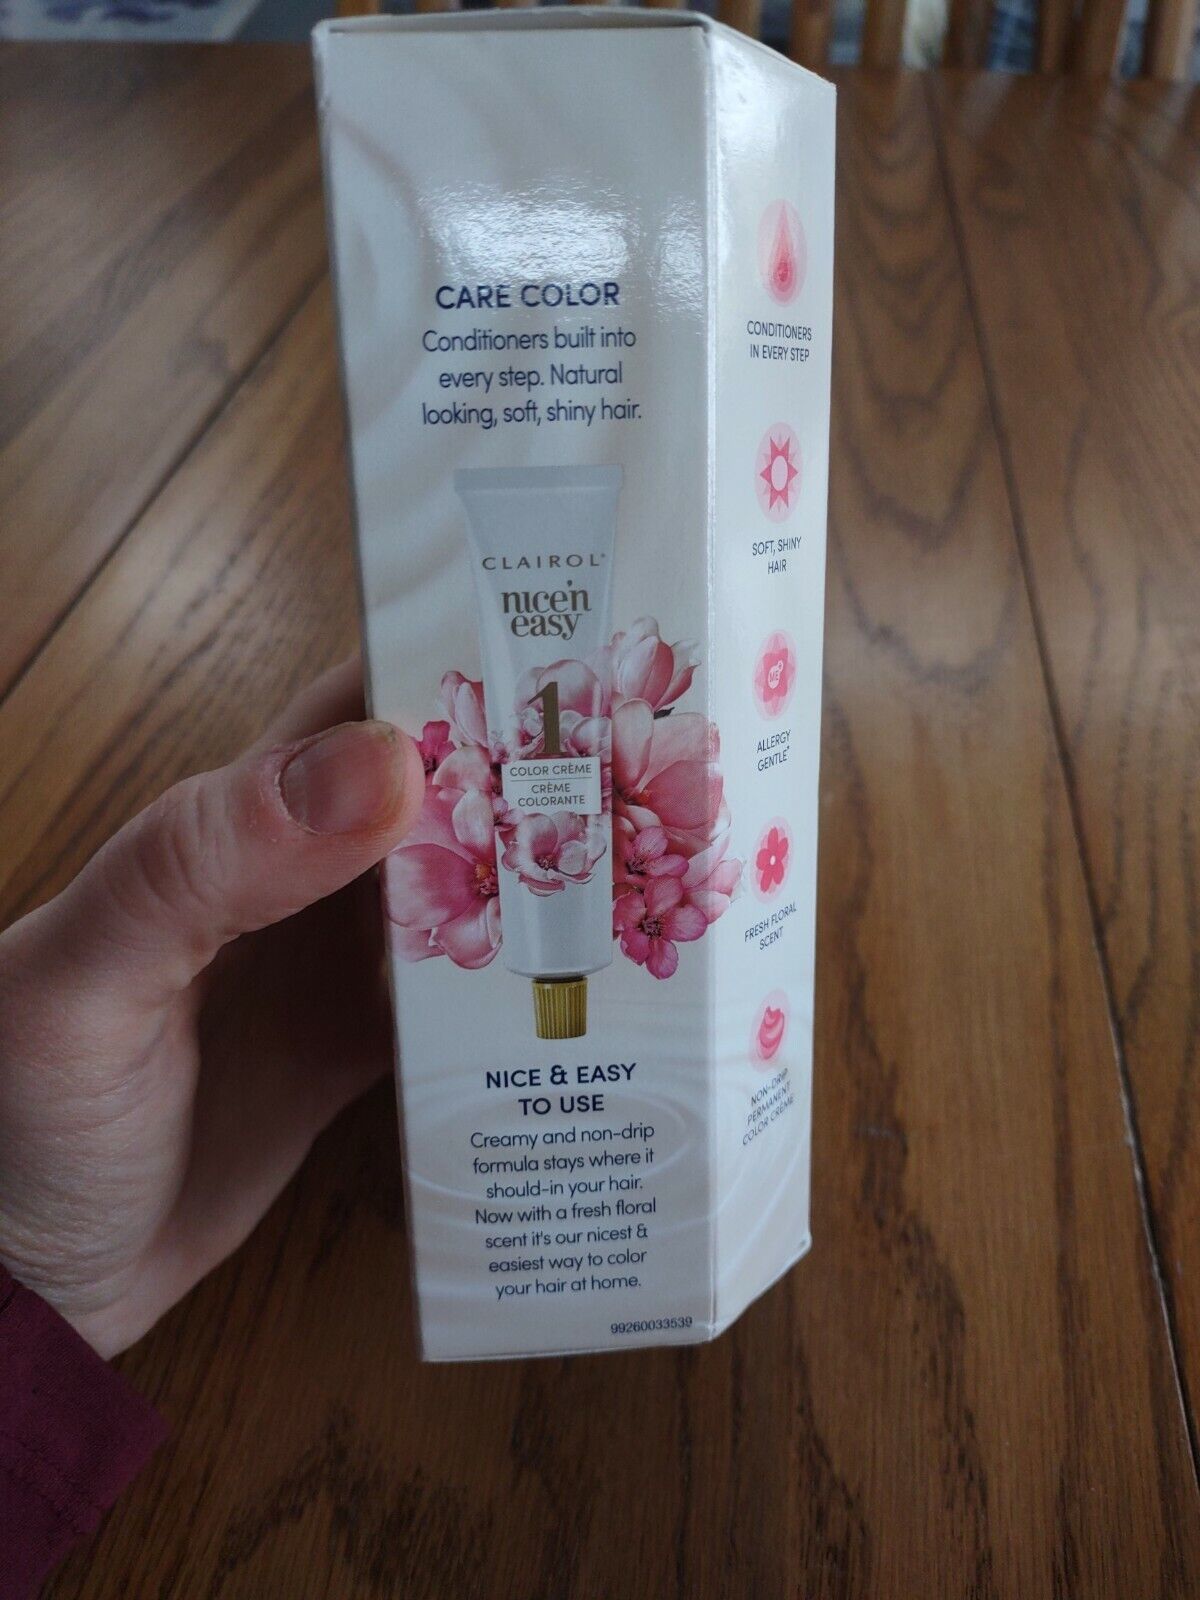 CARE COLOR
Conditioners built into
every step. Natural
looking, soft, shiny hair.
CLAIROL®
nice'n
easy
1
COLOR CRÈME
CRÈME
COLORANTE
NICE & EASY
TO USE
Creamy and non-drip
formula stays where it
should-in your hair.
Now with a fresh floral
scent it's our nicest &
easiest way to color
your hair at home.
99260033539
CONDITIONERS
IN EVERY STEP
SOFT, SHINY
HAIR
ME+
ALLERGY
GENTLE*
FRESH FLORAL
SCENT
NON-DRIP
PERMANENT
COLOR CRÈME